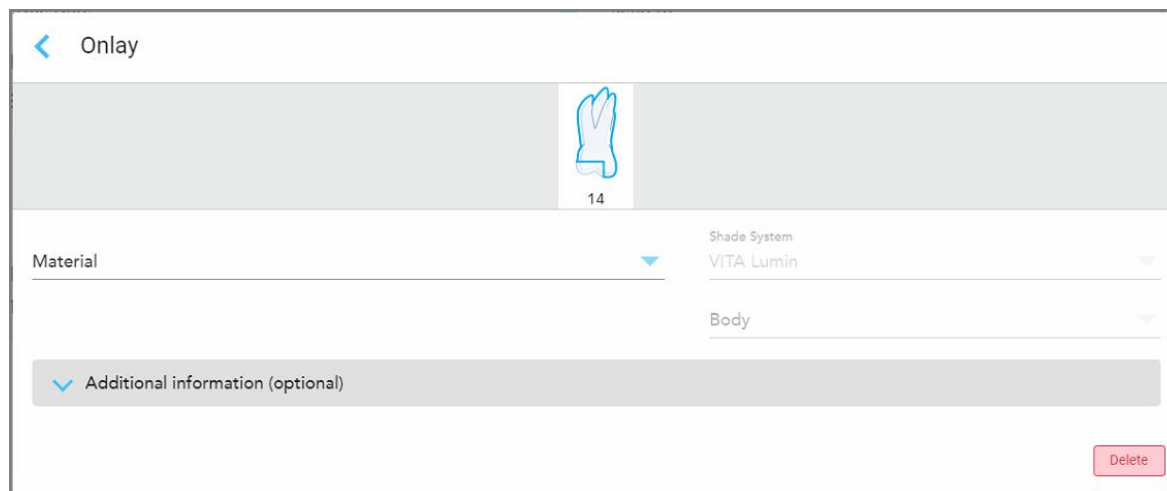 Onlay
14
Material
Shade System
VITA Lumin
Body
Additional information (optional)
Delete